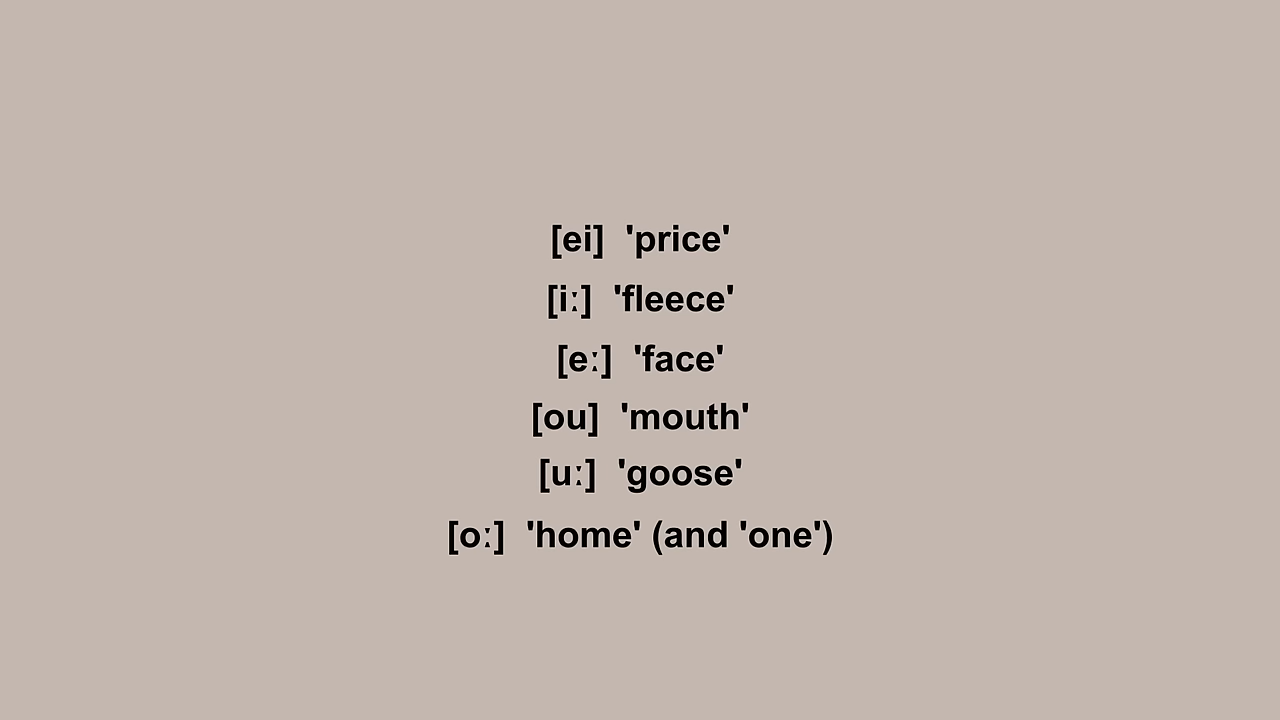 [ei] 'price'
[iː] 'fleece'
[eː] 'face'
[ou] 'mouth'
[uː] 'goose'
[oː] 'home' (and 'one')